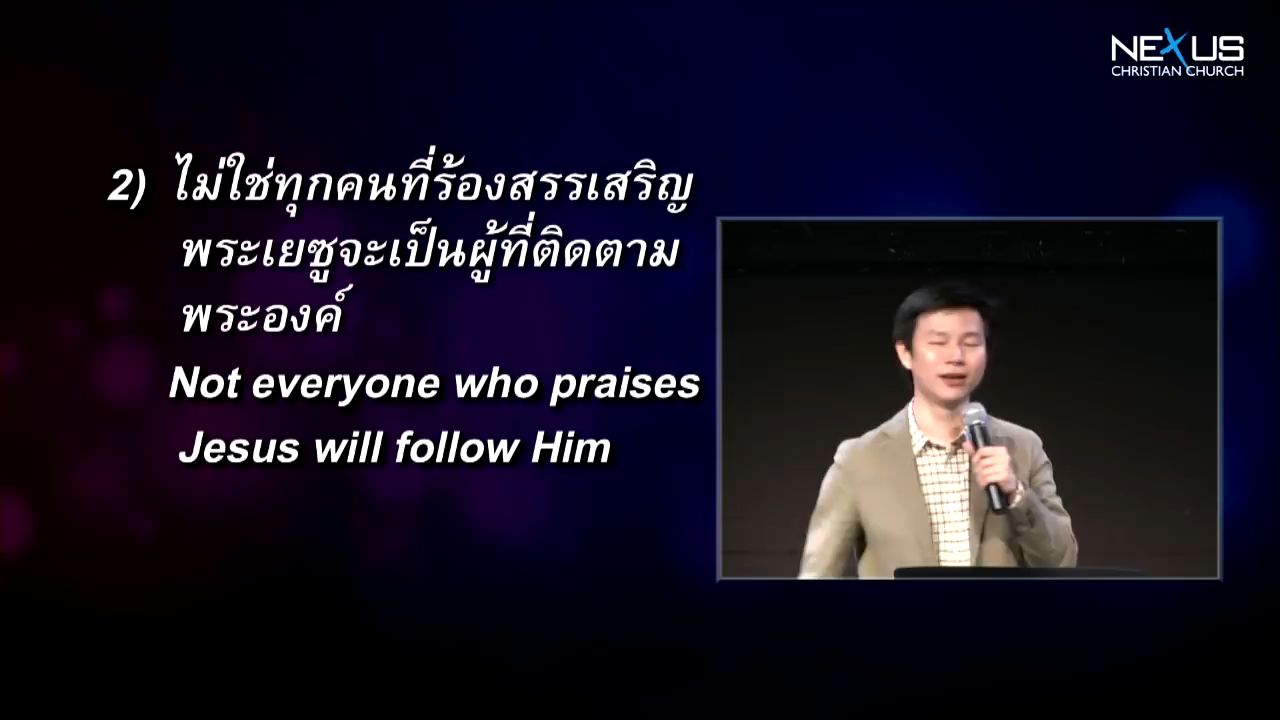 NEXUS
CHRISTIAN CHURCH
2) ไม่ใช่ทุกคนที่ร้องสรรเสริญ
พระเยซูจะเป็นผู้ที่ติดตาม
พระองค์
Not everyone who praises
Jesus will follow Him